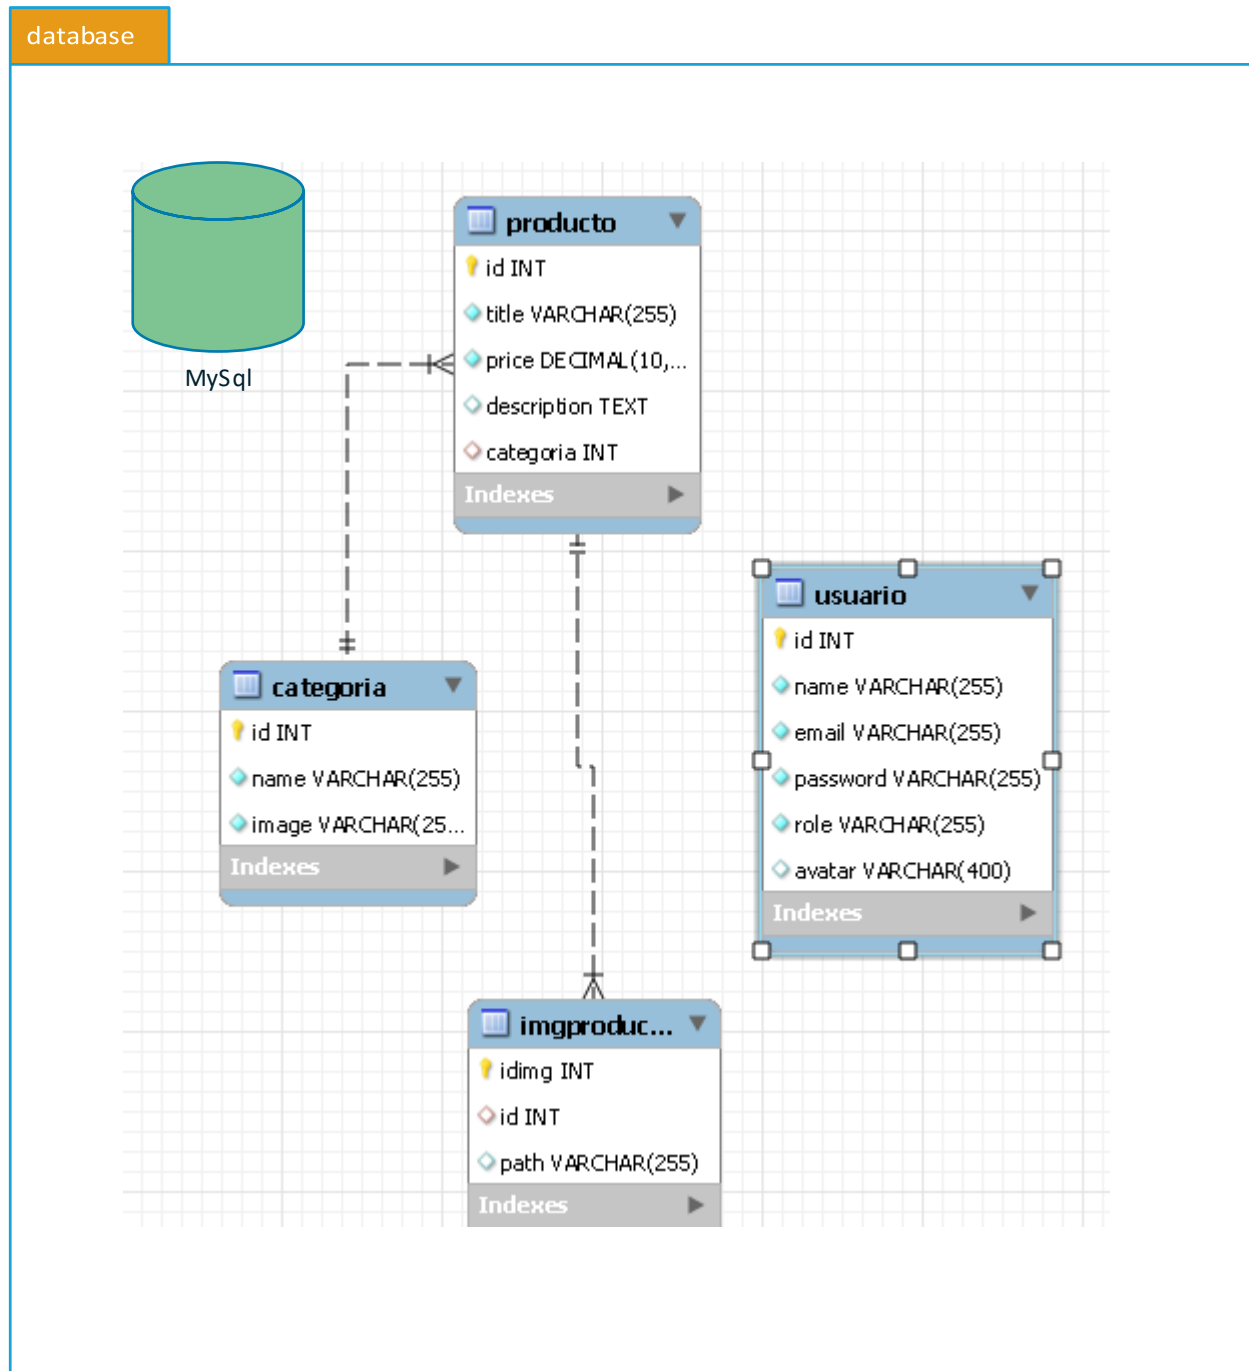 database
MySql
producto
id INT
title VARCHAR(255)
price DECIMAL(10,...
description TEXT
categoria INT
Indexes
categoria
id INT
name VARCHAR(255)
image VARCHAR(25...
Indexes
usuario
id INT
name VARCHAR(255)
email VARCHAR(255)
password VARCHAR(255)
role VARCHAR(255)
avatar VARCHAR(400)
Indexes
imgproduc...
idimg INT
id INT
path VARCHAR(255)
Indexes